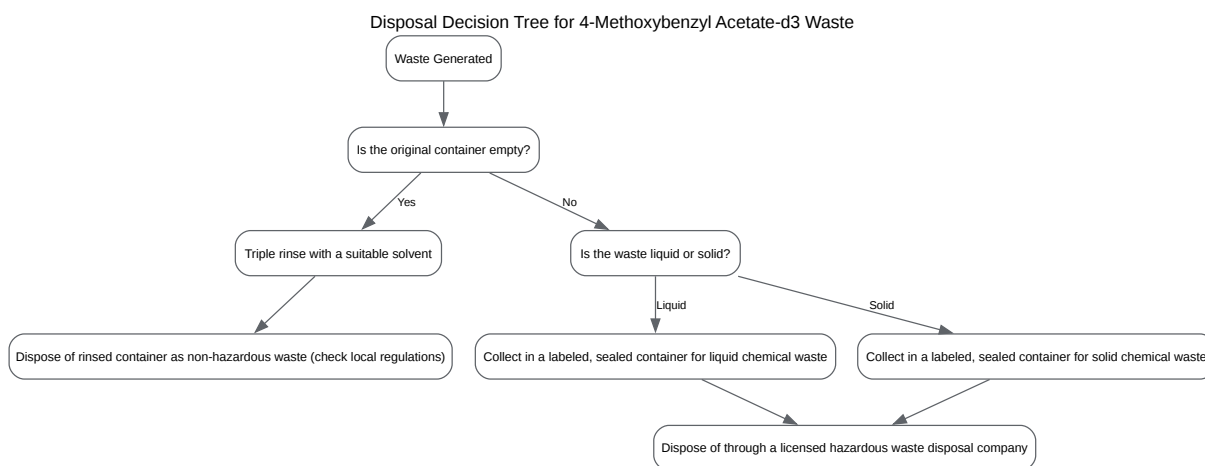 Disposal Decision Tree for 4-Methoxybenzyl Acetate-d3 Waste
Waste Generated
Is the original container empty?
Yes
No
Triple rinse with a suitable solvent
Is the waste liquid or solid?
Liquid
Solid
Dispose of rinsed container as non-hazardous waste (check local regulations)
Collect in a labeled, sealed container for liquid chemical waste
Collect in a labeled, sealed container for solid chemical waste
Dispose of through a licensed hazardous waste disposal company